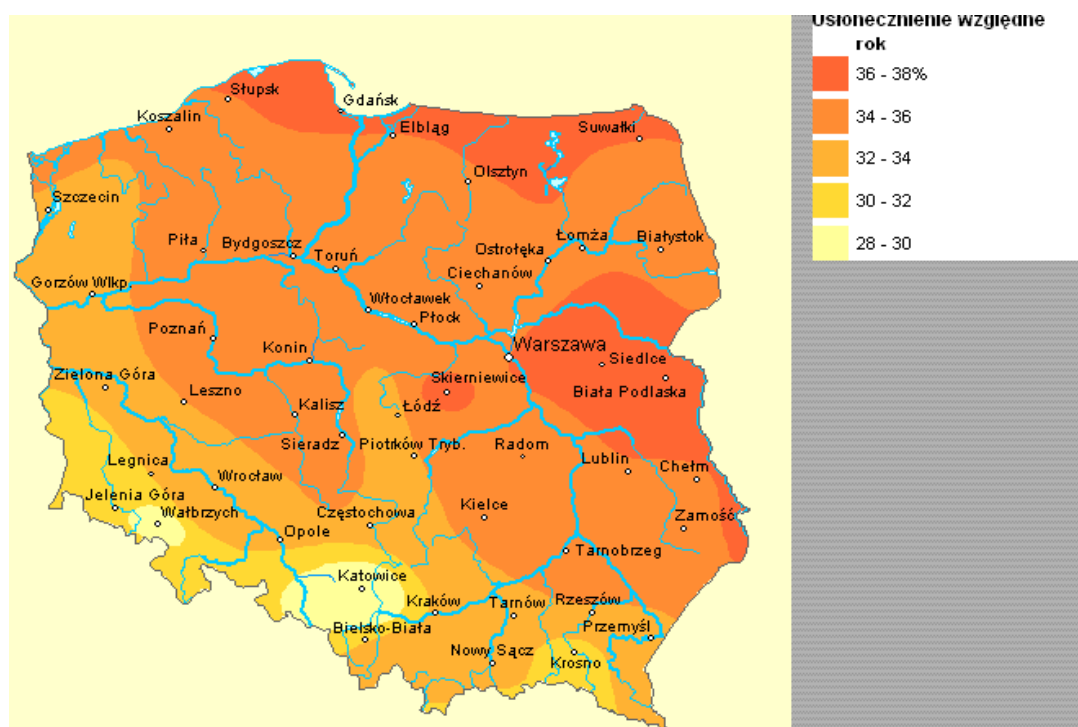 Usłonecznienie względne
rok
36 - 38%
34 - 36
32 - 34
30 - 32
28 - 30
Słupsk
Gdańsk
Koszalin
Elbląg
Suwałki
Olsztyn
Szczecin
Piła
Bydgoszcz
Toruń
Ostrołęka
Łomża
Białystok
Ciechanów
Gorzów Wlkp.
Włocławek
Płock
Poznań
Konin
Warszawa
Siedlce
Zielona Góra
Leszno
Skierniewice
Biała Podlaska
Kalisz
Łódź
Sieradz
Piotrków Tryb.
Radom
Lublin
Chełm
Legnica
Wrocław
Jelenia Góra
Wałbrzych
Opole
Częstochowa
Kielce
Zamość
Tarnobrzeg
Katowice
Kraków
Tarnów
Rzeszów
Przemyśl
Bielsko-Biała
Nowy Sącz
Krosno